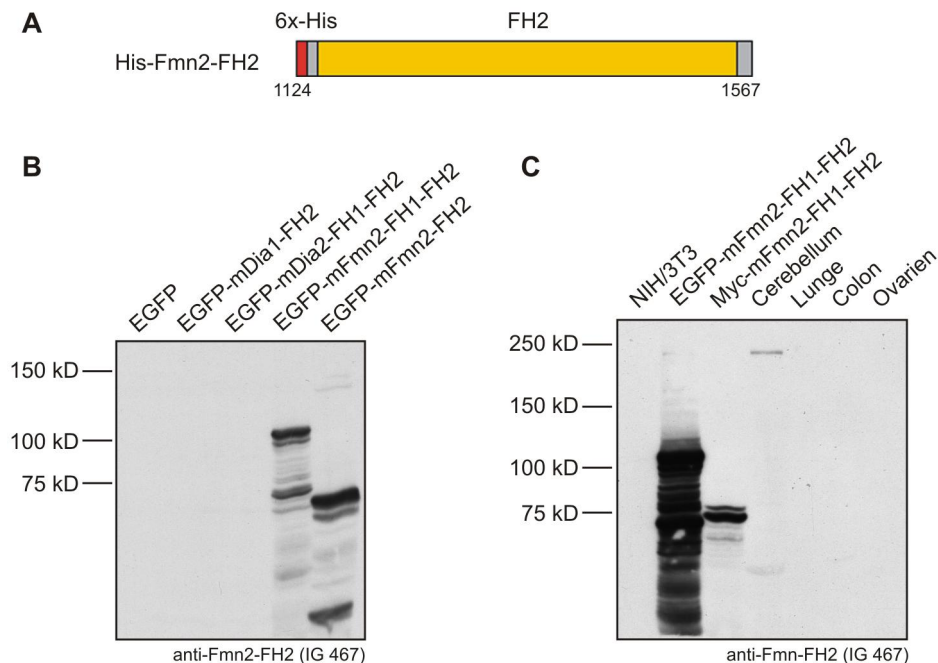 A
6x-His FH2
His-Fmn2-FH2
1124 1567
B
EGFP
EGFP-mDia1-FH2
EGFP-mDia2-FH1-FH2
EGFP-mFmn2-FH1-FH2
EGFP-mFmn2-FH2
150 kD
100 kD
75 kD
anti-Fmn2-FH2 (IG 467)
C
NIH/3T3
EGFP-mFmn2-FH1-FH2
Myc-mFmn2-FH1-FH2
Cerebellum
Lunge
Colon
Ovarien
250 kD
150 kD
100 kD
75 kD
anti-Fmn-FH2 (IG 467)